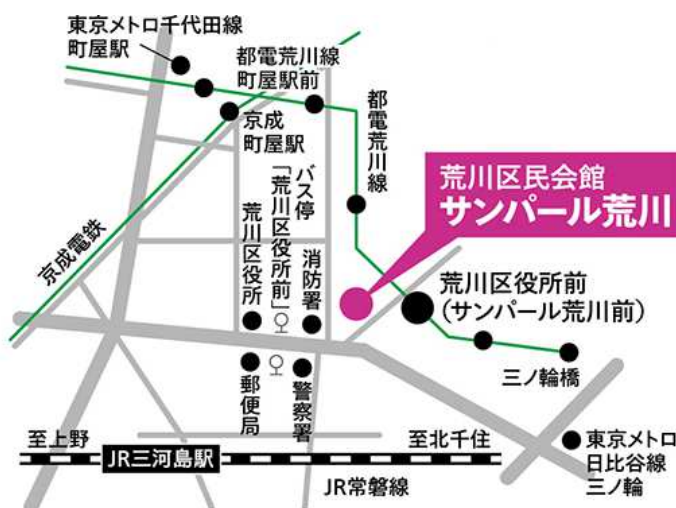 東京メトロ千代田線
町屋駅
都電荒川線
町屋駅前
京成
町屋駅
都電荒川線
荒川区民会館
サンパール荒川
京成電鉄
バス停
「荒川区役所前」
荒川区役所
消防署
荒川区役所前
(サンパール荒川前)
三ノ輪橋
郵便局
警察署
至上野
JR三河島駅
至北千住
JR常磐線
東京メトロ
日比谷線
三ノ輪